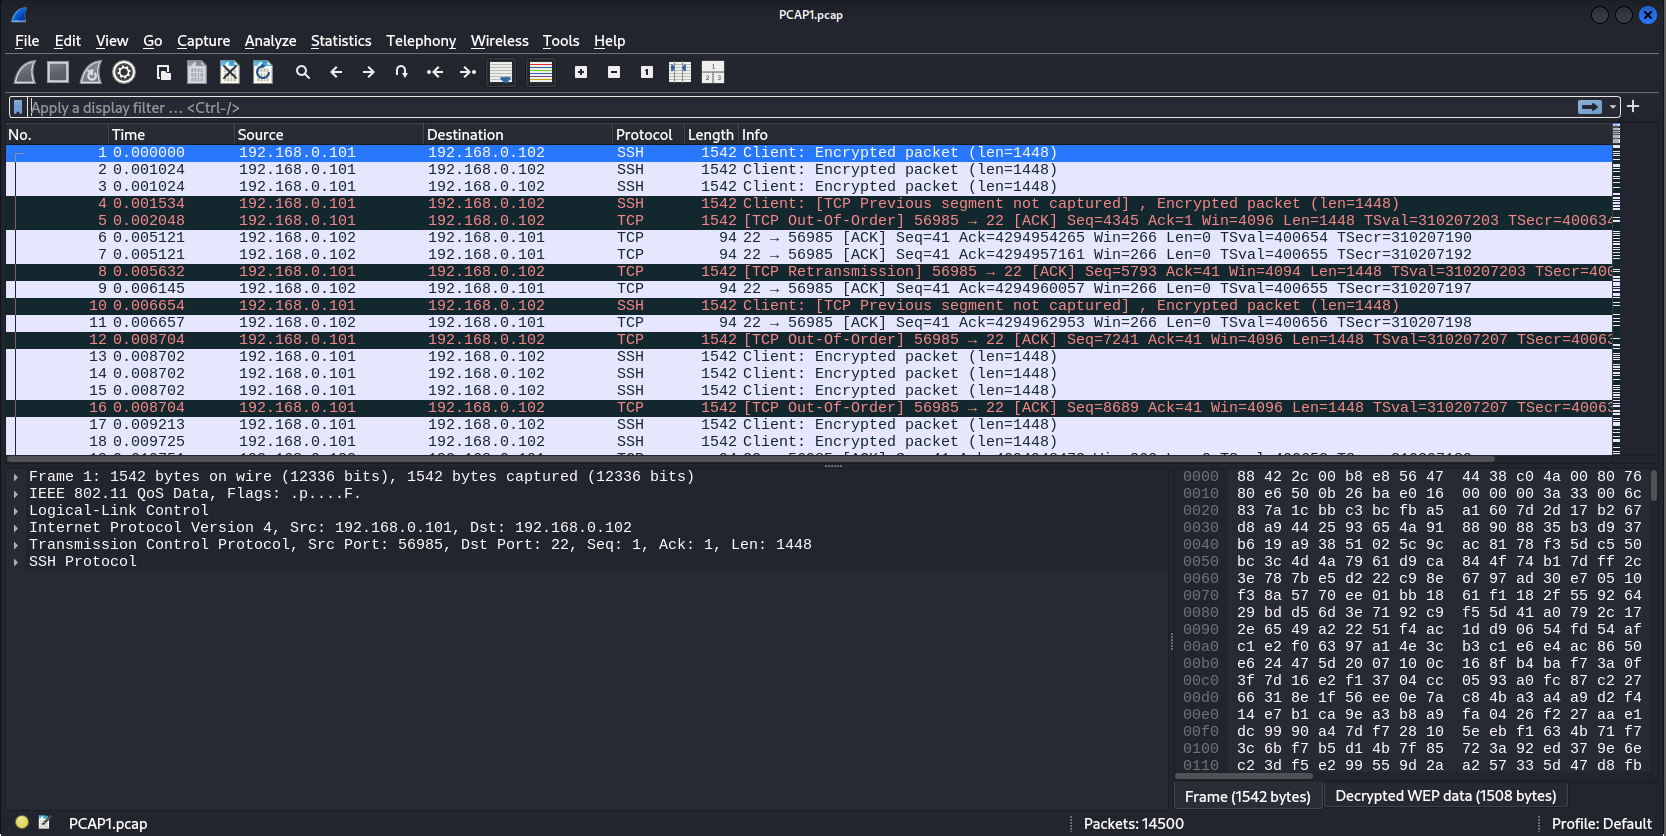 PCAP1.pcap
File Edit View Go Capture Analyze Statistics Telephony Wireless Tools Help
Apply a display filter … <Ctrl-/>
No. Time Source Destination Protocol Length Info
1 0.000000 192.168.0.101 192.168.0.102 SSH 1542 Client: Encrypted packet (len=1448)
2 0.001024 192.168.0.101 192.168.0.102 SSH 1542 Client: Encrypted packet (len=1448)
3 0.001024 192.168.0.101 192.168.0.102 SSH 1542 Client: Encrypted packet (len=1448)
4 0.001534 192.168.0.101 192.168.0.102 SSH 1542 Client: [TCP Previous segment not captured] , Encrypted packet (len=1448)
5 0.002048 192.168.0.101 192.168.0.102 TCP 1542 [TCP Out-Of-Order] 56985 → 22 [ACK] Seq=4345 Ack=1 Win=4096 Len=1448 TSval=310207203 TSecr=400634
6 0.005121 192.168.0.102 192.168.0.101 TCP 94 22 → 56985 [ACK] Seq=41 Ack=4294954265 Win=266 Len=0 TSval=400654 TSecr=310207190
7 0.005121 192.168.0.102 192.168.0.101 TCP 94 22 → 56985 [ACK] Seq=41 Ack=4294957161 Win=266 Len=0 TSval=400655 TSecr=310207192
8 0.005632 192.168.0.101 192.168.0.102 TCP 1542 [TCP Retransmission] 56985 → 22 [ACK] Seq=5793 Ack=41 Win=4094 Len=1448 TSval=310207203 TSecr=400
9 0.006145 192.168.0.102 192.168.0.101 TCP 94 22 → 56985 [ACK] Seq=41 Ack=4294960057 Win=266 Len=0 TSval=400655 TSecr=310207197
10 0.006654 192.168.0.101 192.168.0.102 SSH 1542 Client: [TCP Previous segment not captured] , Encrypted packet (len=1448)
11 0.006657 192.168.0.102 192.168.0.101 TCP 94 22 → 56985 [ACK] Seq=41 Ack=4294962953 Win=266 Len=0 TSval=400656 TSecr=310207198
12 0.008704 192.168.0.101 192.168.0.102 TCP 1542 [TCP Out-Of-Order] 56985 → 22 [ACK] Seq=7241 Ack=41 Win=4096 Len=1448 TSval=310207207 TSecr=40063
13 0.008702 192.168.0.101 192.168.0.102 SSH 1542 Client: Encrypted packet (len=1448)
14 0.008702 192.168.0.101 192.168.0.102 SSH 1542 Client: Encrypted packet (len=1448)
15 0.008702 192.168.0.101 192.168.0.102 SSH 1542 Client: Encrypted packet (len=1448)
16 0.008704 192.168.0.101 192.168.0.102 TCP 1542 [TCP Out-Of-Order] 56985 → 22 [ACK] Seq=8689 Ack=41 Win=4096 Len=1448 TSval=310207207 TSecr=40063
17 0.009213 192.168.0.101 192.168.0.102 SSH 1542 Client: Encrypted packet (len=1448)
18 0.009725 192.168.0.101 192.168.0.102 SSH 1542 Client: Encrypted packet (len=1448)
Frame 1: 1542 bytes on wire (12336 bits), 1542 bytes captured (12336 bits)
IEEE 802.11 QoS Data, Flags: .p....F.
Logical-Link Control
Internet Protocol Version 4, Src: 192.168.0.101, Dst: 192.168.0.102
Transmission Control Protocol, Src Port: 56985, Dst Port: 22, Seq: 1, Ack: 1, Len: 1448
SSH Protocol
0000 88 42 2c 00 b8 e8 56 47 44 38 c0 4a 00 80 76
0010 80 e6 50 0b 26 ba e0 16 00 00 00 3a 33 00 6c
0020 83 7a 1c bb c3 bc fb a5 a1 60 7d 2d 17 b2 67
0030 d8 a9 44 25 93 65 4a 91 88 90 88 35 b3 d9 37
0040 b6 19 a9 38 51 02 5c 9c ac 81 78 f3 5d c5 50
0050 bc 3c 4d 4a 79 61 d9 ca 84 4f 74 b1 7d ff 2c
0060 3e 78 7b e5 d2 22 c9 8e 67 97 ad 30 e7 05 10
0070 f3 8a 57 70 ee 01 bb 18 61 f1 18 2f 55 92 64
0080 29 bd d5 6d 3e 71 92 c9 f5 5d 41 a0 79 2c 17
0090 2e 65 49 a2 22 51 f4 ac 1d d9 06 54 fd 54 af
00a0 c1 e2 f0 63 97 a1 4e 3c b3 c1 e6 e4 ac 86 50
00b0 e6 24 47 5d 20 07 10 0c 16 8f b4 ba f7 3a 0f
00c0 3f 7d 16 e2 f1 37 04 cc 05 93 a0 fc 87 c2 27
00d0 66 31 8e 1f 56 ee 0e 7a c8 4b a3 a4 a9 d2 f4
00e0 14 e7 b1 ca 9e a3 b8 a9 fa 04 26 f2 27 aa e1
00f0 dc 99 90 a4 7d f7 28 10 5e eb f1 63 4b 71 f7
0100 3c 6b f7 b5 d1 4b 7f 85 72 3a 92 ed 37 9e 6e
0110 c2 3d f5 e2 99 55 9d 2a a2 57 33 5d 47 d8 fb
Frame (1542 bytes) Decrypted WEP data (1508 bytes)
PCAP1.pcap Packets: 14500 Profile: Default